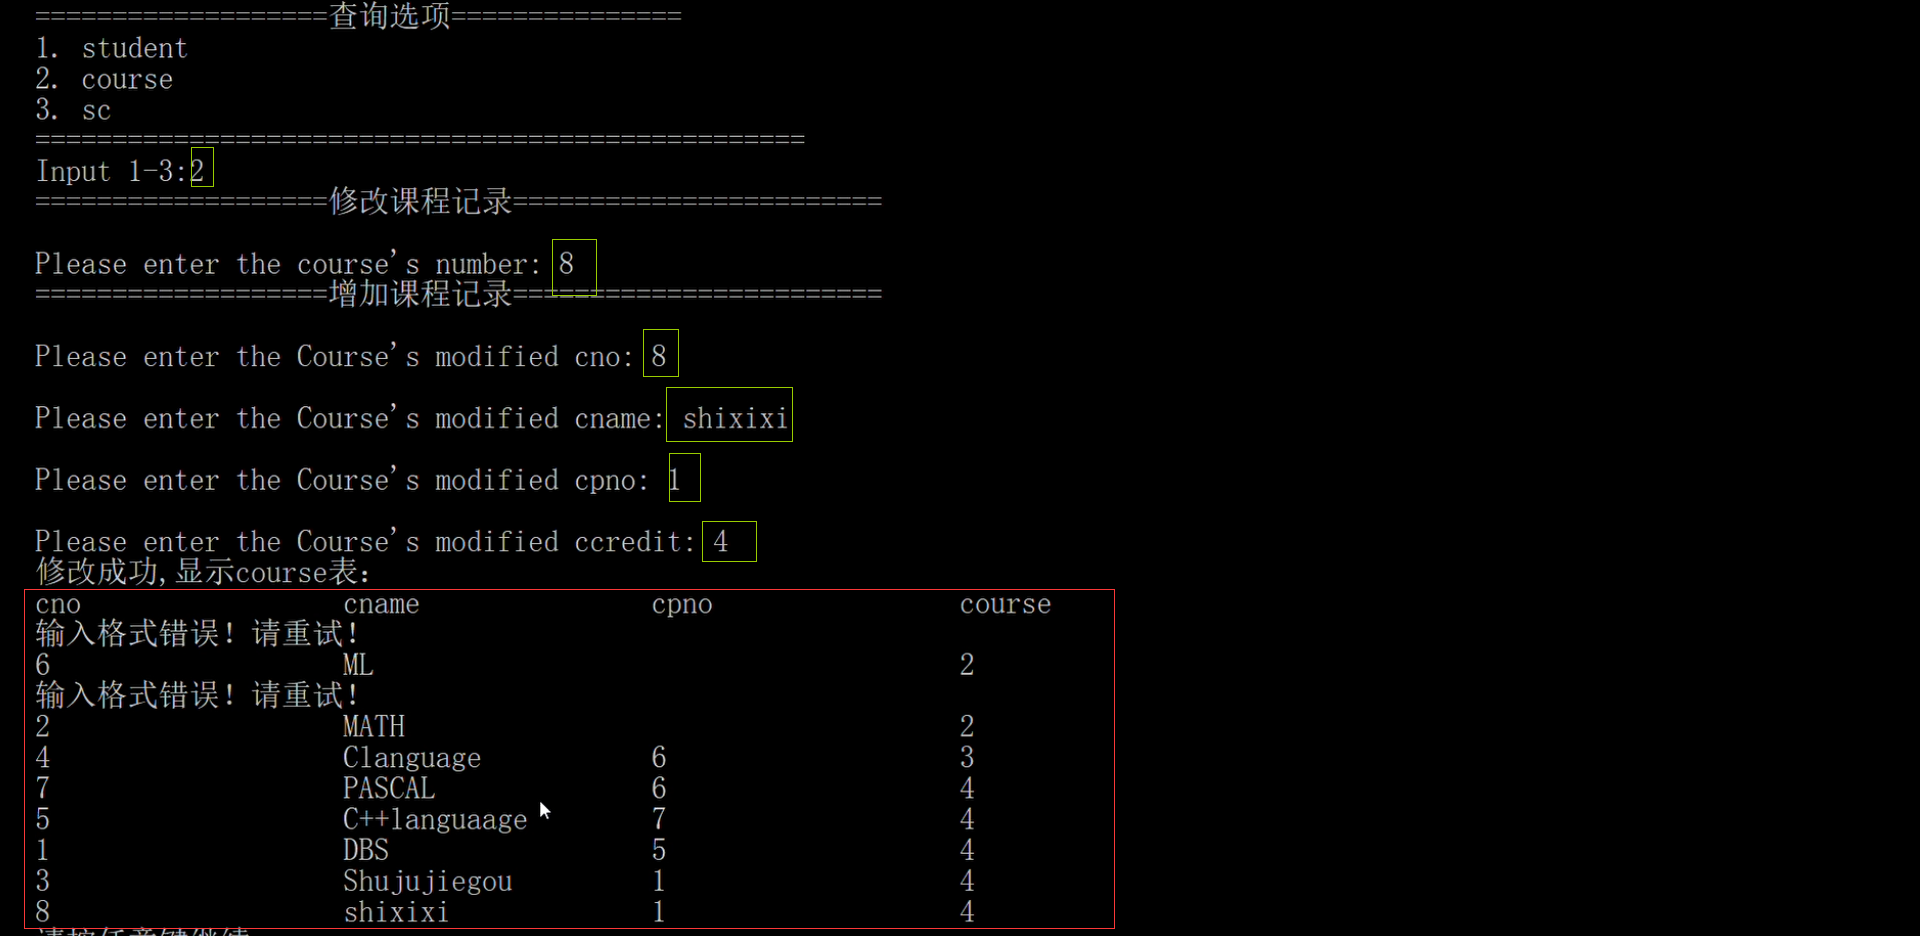 ===================查询选项===============
1. student
2. course
3. sc
==================================================
Input 1-3:2
===================修改课程记录========================
Please enter the course's number: 8
===================增加课程记录========================
Please enter the Course's modified cno: 8
Please enter the Course's modified cname: shixixi
Please enter the Course's modified cpno: 1
Please enter the Course's modified ccredit: 4
修改成功,显示course表:
cno cname cpno course
输入格式错误! 请重试!
6 ML 2
输入格式错误! 请重试!
2 MATH 2
4 Clanguage 6 3
7 PASCAL 6 4
5 C++languaage 7 4
1 DBS 5 4
3 Shujujiegou 1 4
8 shixixi 1 4